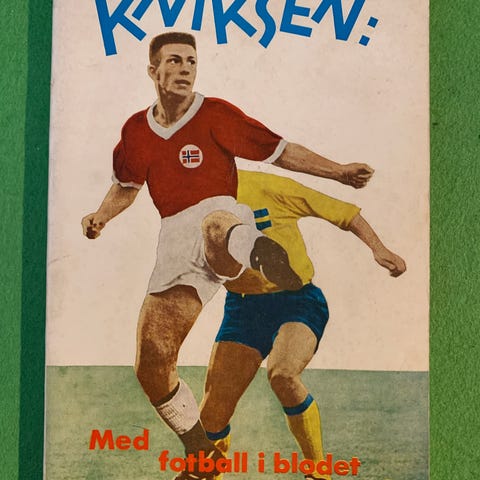 KNIKSEN:
Med
fotball i blodet